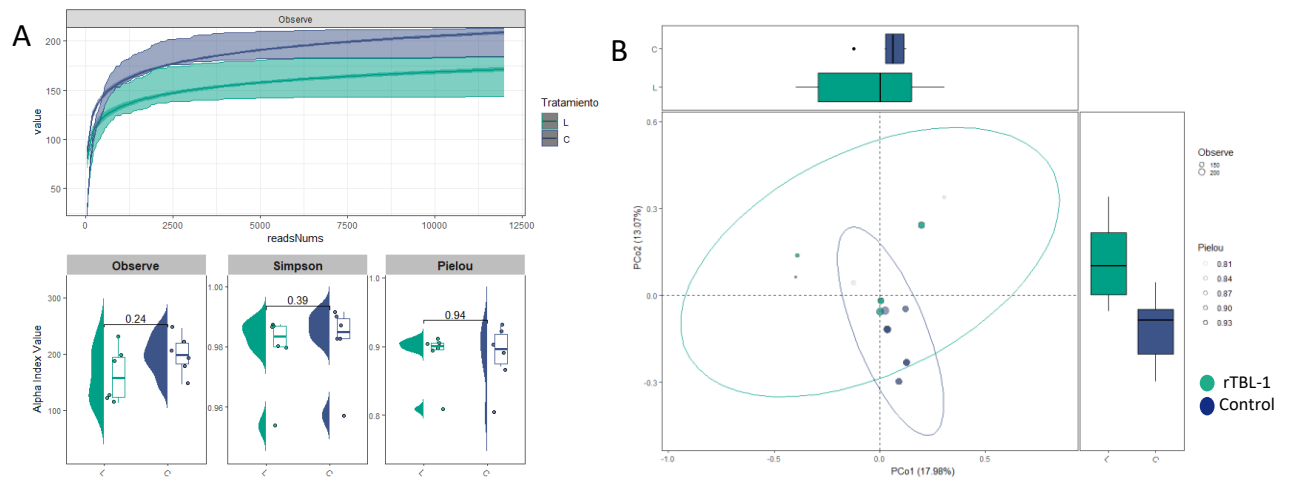 A
Observe
value
200
150
100
50
0
2500
5000
7500
10000
12500
readsNums
Tratamiento
L
C
Observe
Simpson
Pielou
Alpha Index Value
300
200
100
0.24
L
C
1.00
0.98
0.96
0.39
L
C
1.0
0.9
0.8
0.94
L
C
B
C
L
PCo2 (13.07%)
0.6
0.3
0.0
-0.3
-1.0
-0.5
0.0
0.5
PCo1 (17.98%)
L
C
Observe
150
200
Pielou
0.81
0.84
0.87
0.90
0.93
rTBL-1
Control